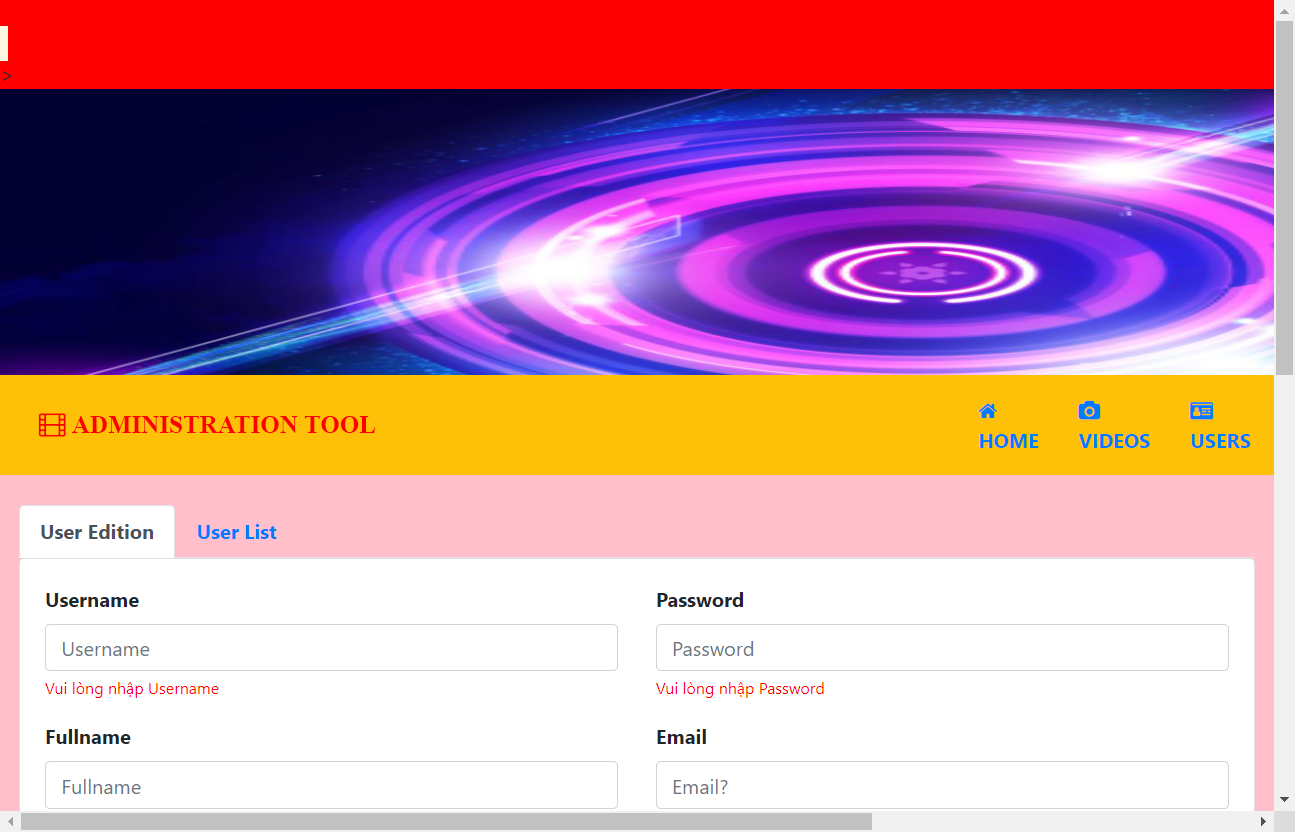 >
ADMINISTRATION TOOL
HOME
VIDEOS
USERS
User Edition
User List
Username
Password
Username
Password
Vui lòng nhập Username
Vui lòng nhập Password
Fullname
Email
Fullname
Email?